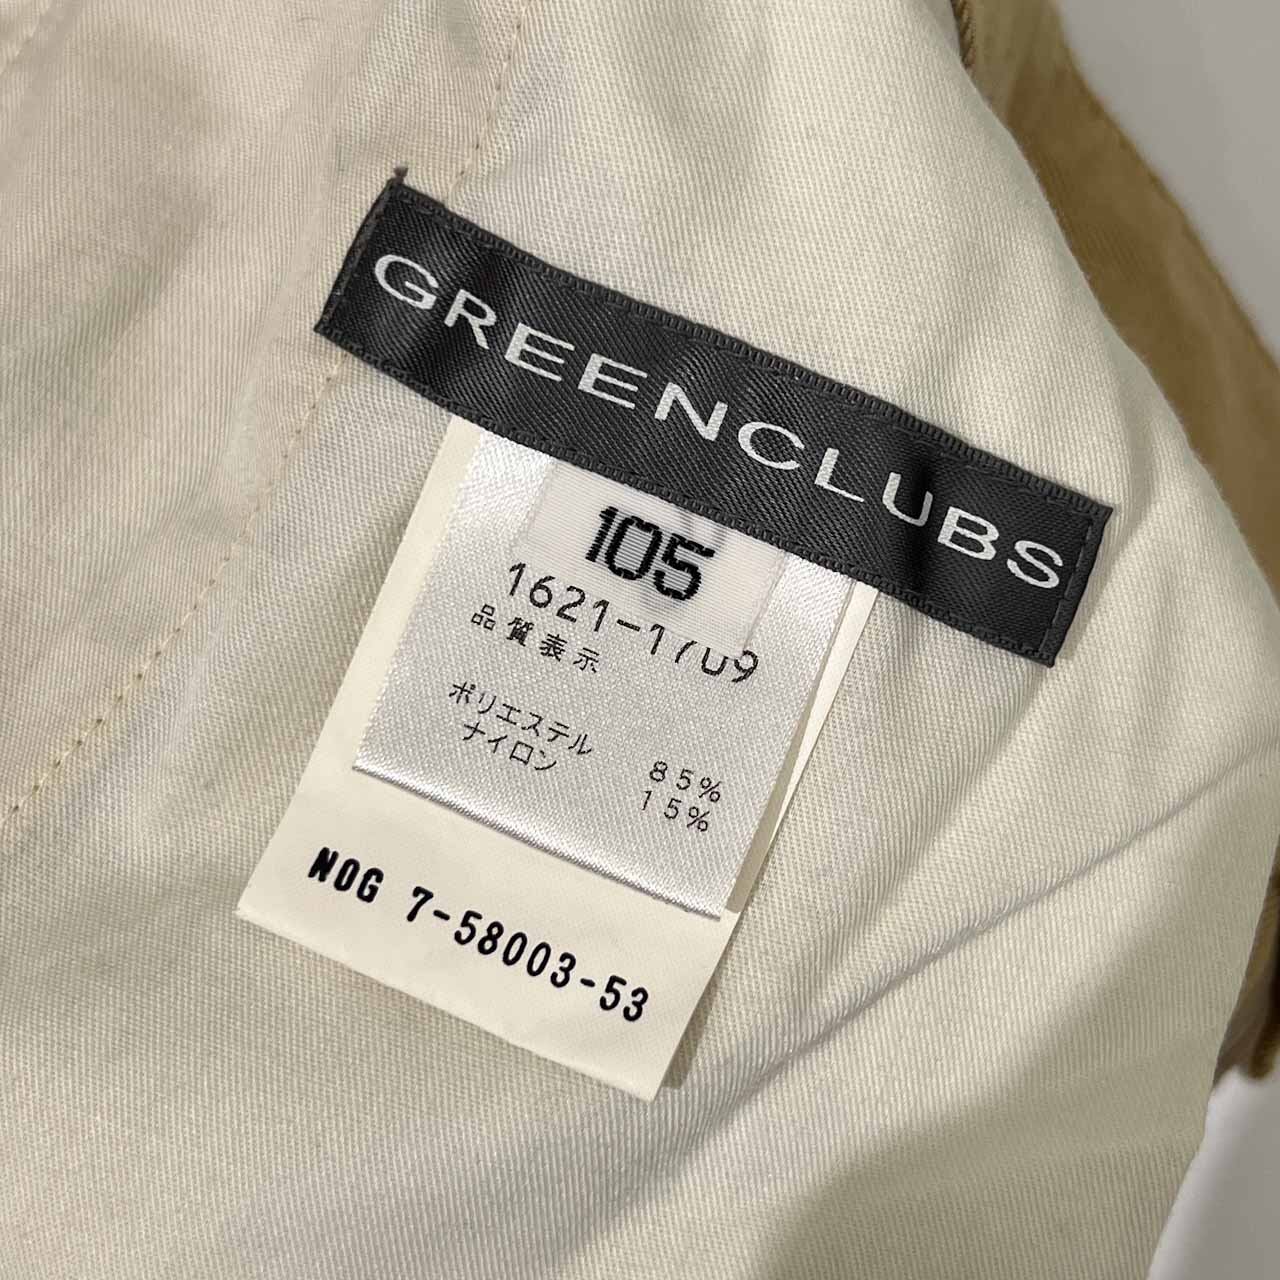 GREENCLUBS
105
1621-1709
品質表示
ポリエステル 85%
ナイロン 15%
NOG 7-58003-53